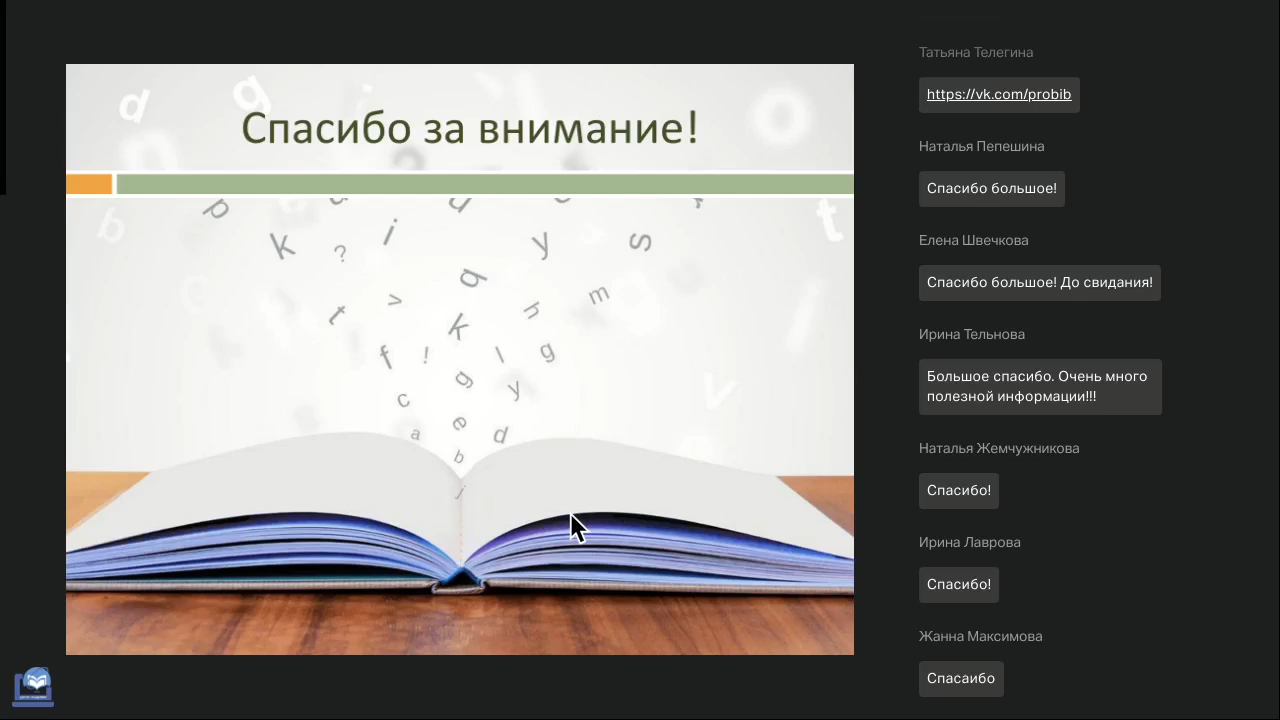 Спасибо за внимание!
Татьяна Телегина
https://vk.com/probib
Наталья Пепешина
Спасибо большое!
Елена Швечкова
Спасибо большое! До свидания!
Ирина Тельнова
Большое спасибо. Очень много
полезной информации!!!
Наталья Жемчужникова
Спасибо!
Ирина Лаврова
Спасибо!
Жанна Максимова
Спасаибо